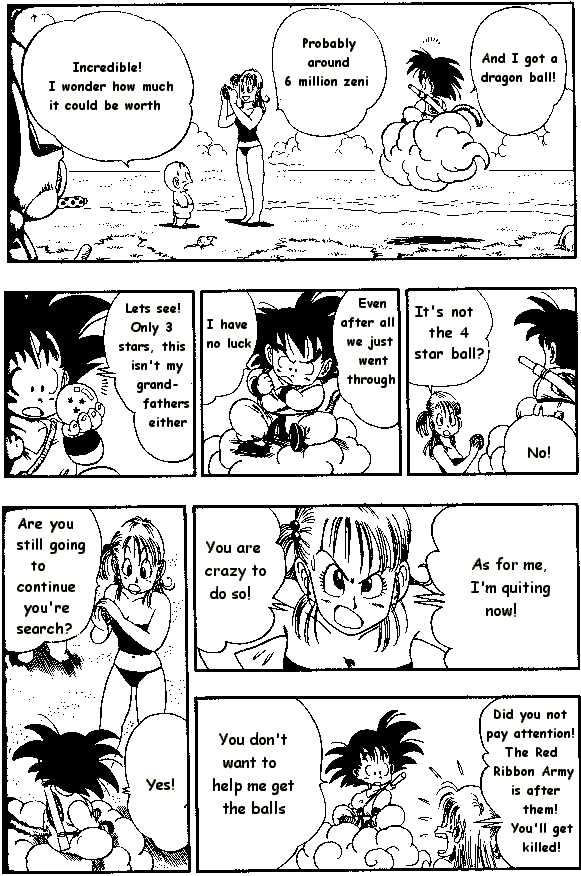 Incredible!
I wonder how much
it could be worth
Probably
around
6 million zeni
And I got a
dragon ball!
Lets see!
Only 3
stars, this
isn't my
grand-
fathers
either
I have
no luck
Even
after all
we just
went
through
It's not
the 4
star ball?
No!
Are you
still going
to
continue
you're
search?
Yes!
You are
crazy to
do so!
As for me,
I'm quiting
now!
You don't
want to
help me get
the balls
Did you not
pay attention!
The Red
Ribbon Army
is after
them!
You'll get
killed!